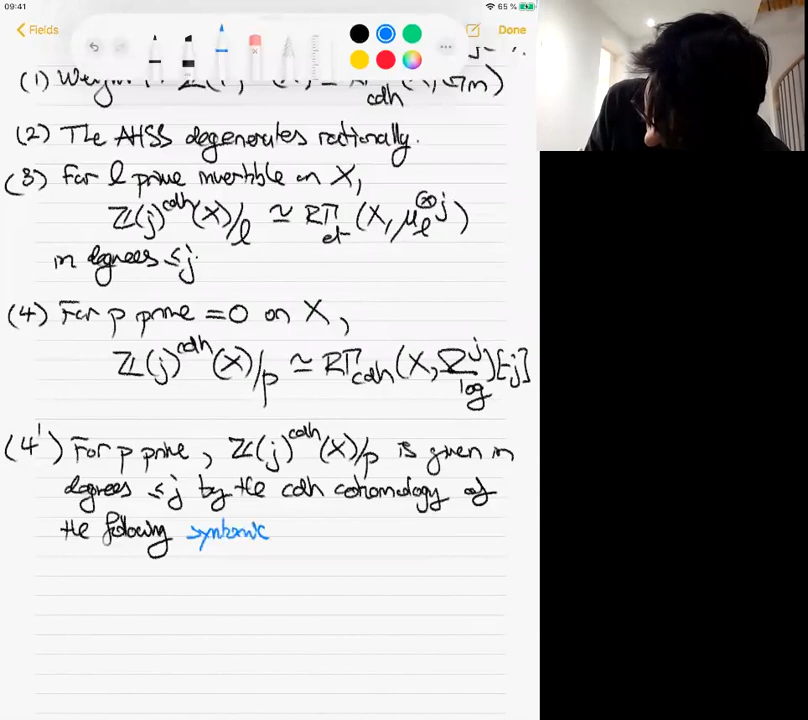 09:41
65 %
Fields
Done
(1) Weight
cdh
(2) The AHSS degenerates rationally.
(3) For l prime invertible on X,
ℤ(j)^cdh(X)/l ≃ RΓ_et(X, μ_l^⊗j)
in degrees ≤ j.
(4) For p prime = 0 on X,
ℤ(j)^cdh(X)/p ≃ RΓ_cdh(X, Ω^j_log)[-j]
(4') For p prime, ℤ(j)^cdh(X)/p is given in
degrees ≤ j by the cdh cohomology of
the following syntomic